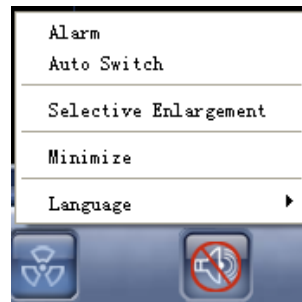 Alarm
Auto Switch
Selective Enlargement
Minimize
Language